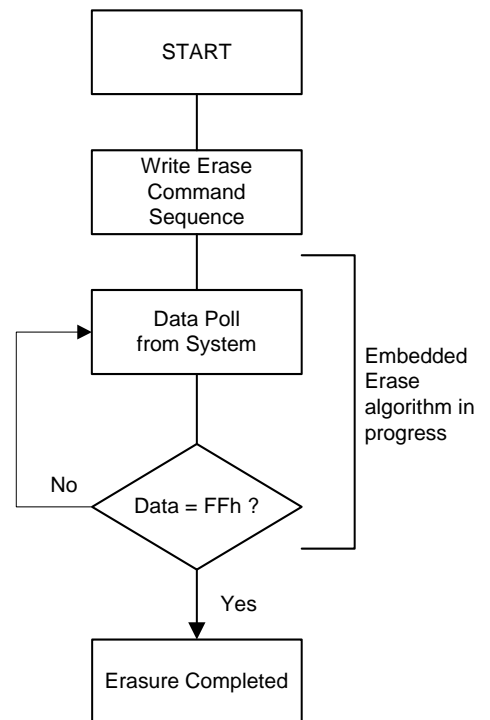 START
Write Erase
Command
Sequence
Data Poll
from System
Embedded
Erase
algorithm in
progress
No
Data = FFh ?
Yes
Erasure Completed